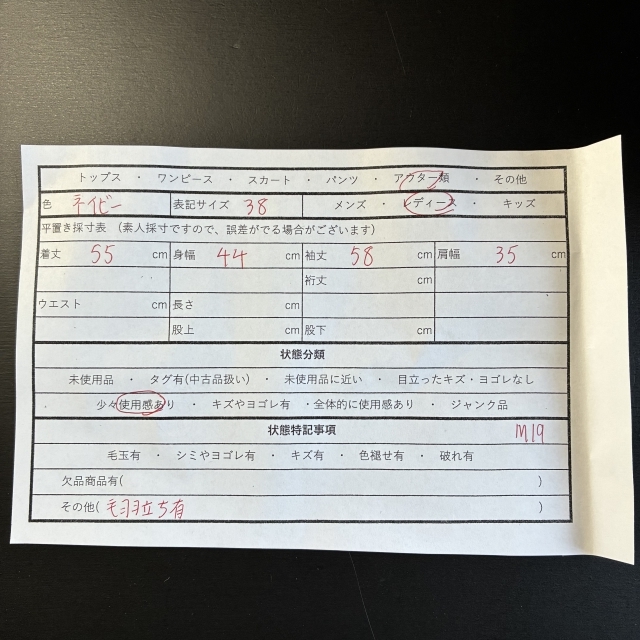 トップス ・ ワンピース ・ スカート ・ パンツ ・ アウター類 ・ その他
色 ネイビー 表記サイズ 38 メンズ ・ レディース ・ キッズ
平置き採寸表 (素人採寸ですので、誤差がでる場合がございます)
着丈 55 cm 身幅 44 cm 袖丈 58 cm 肩幅 35 cm
裄丈 cm
ウエスト cm 長さ cm
股上 cm 股下 cm
状態分類
未使用品 ・ タグ有(中古品扱い) ・ 未使用品に近い ・ 目立ったキズ・ヨゴレなし
少々使用感あり ・ キズやヨゴレ有 ・全体的に使用感あり ・ ジャンク品
状態特記事項 M19
毛玉有 ・ シミやヨゴレ有 ・ キズ有 ・ 色褪せ有 ・ 破れ有
欠品商品有( )
その他( 毛羽立ち有 )